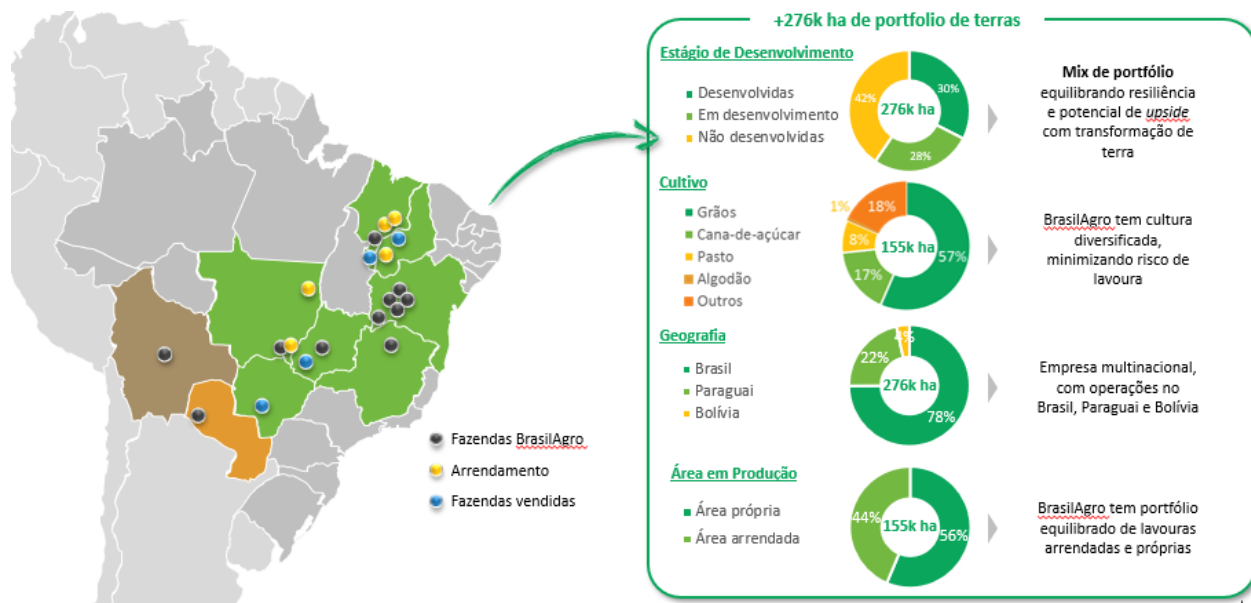 +276k ha de portfolio de terras
Estágio de Desenvolvimento
Desenvolvidas
Em desenvolvimento
Não desenvolvidas
30%
42%
276k ha
28%
Mix de portfólio
equilibrando resiliência
e potencial de upside
com transformação de
terra
Cultivo
Grãos
Cana-de-açúcar
Pasto
Algodão
Outros
1%
18%
8%
155k ha
57%
17%
BrasilAgro tem cultura
diversificada,
minimizando risco de
lavoura
Geografia
Brasil
Paraguai
Bolívia
4%
22%
276k ha
78%
Empresa multinacional,
com operações no
Brasil, Paraguai e Bolívia
Área em Produção
Área própria
Área arrendada
44%
155k ha
56%
BrasilAgro tem portfólio
equilibrado de lavouras
arrendadas e próprias
Fazendas BrasilAgro
Arrendamento
Fazendas vendidas